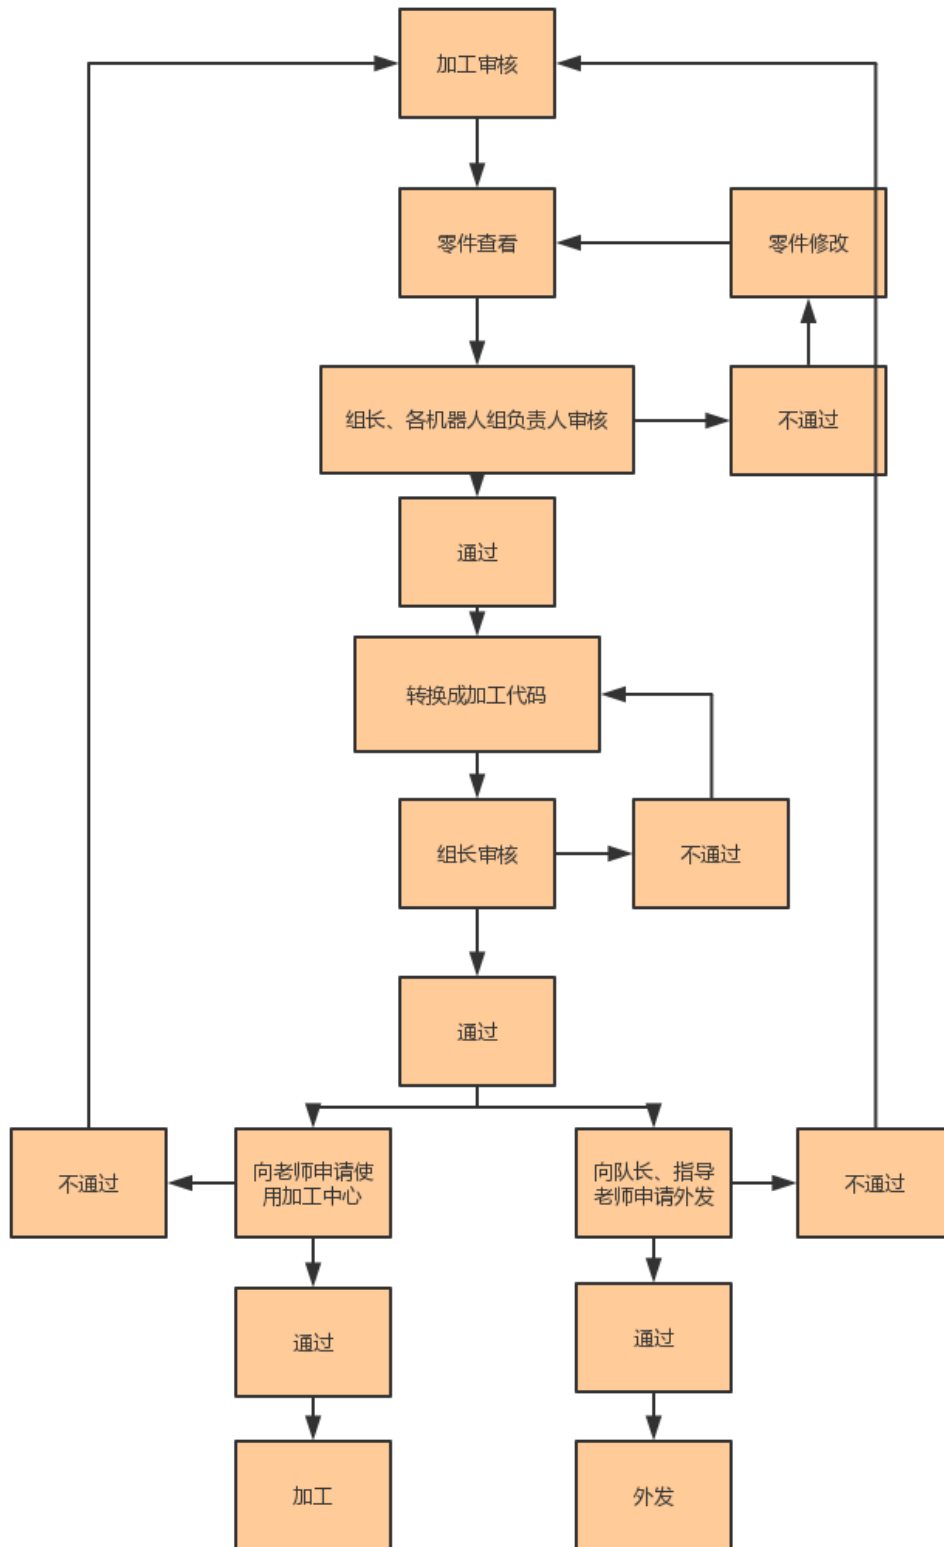 加工审核
零件查看
零件修改
组长、各机器人组负责人审核
不通过
通过
转换成加工代码
组长审核
不通过
通过
不通过
向老师申请使
用加工中心
向队长、指导
老师申请外发
不通过
通过
通过
加工
外发